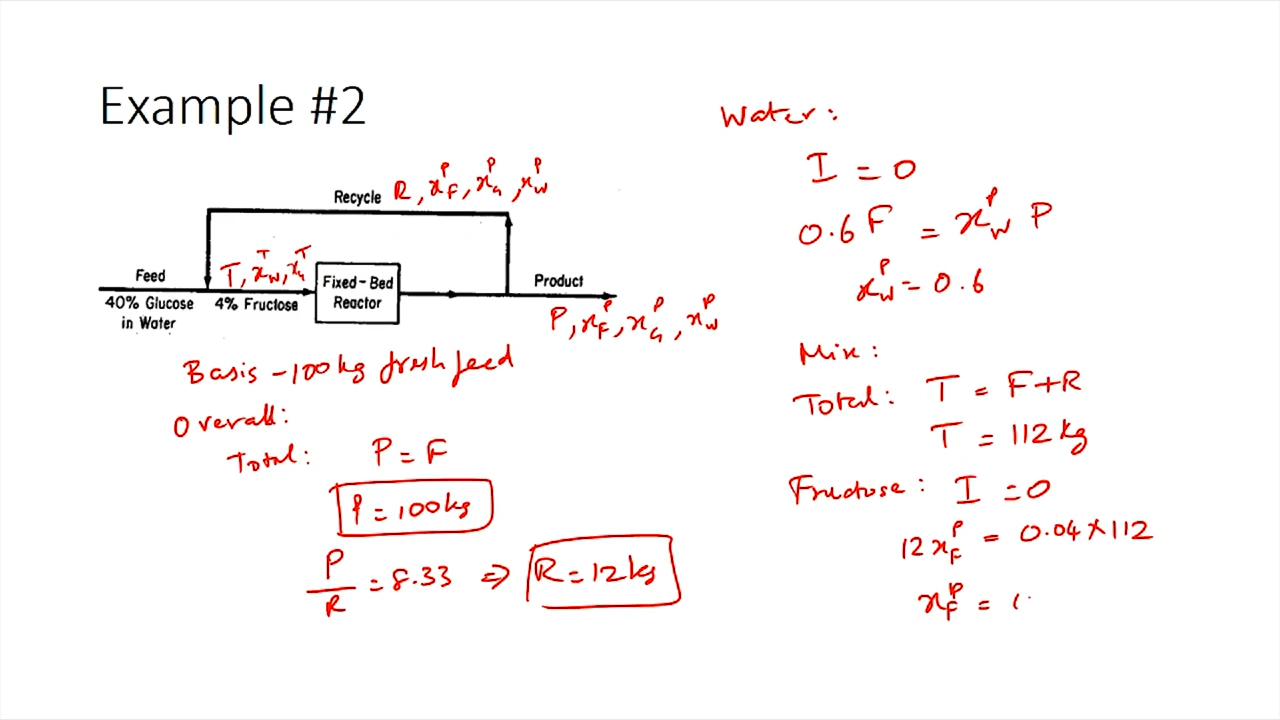 Example #2
Recycle R, x_F^P, x_G^P, x_W^P
Feed
T, x_W^T, x_G^T
40% Glucose
in Water
4% Fructose
Fixed-Bed
Reactor
Product
P, x_F^P, x_G^P, x_W^P
Basis - 100 kg fresh feed
Overall:
Total: P = F
P = 100 kg
P/R = 8.33 ⇒ R = 12 kg
Water:
I = 0
0.6 F = x_W^P P
x_W^P = 0.6
Mix:
Total: T = F+R
T = 112 kg
Fructose: I = 0
12 x_F^P = 0.04 × 112
x_F^P =